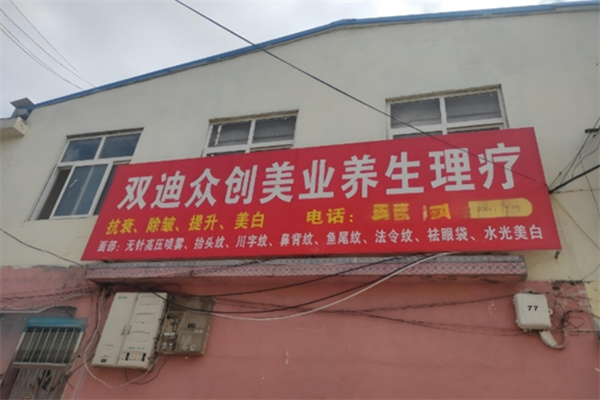 双迪众创美业养生理疗
抗衰、除皱、提升、美白 电话：
面部：无针高压喷雾、抬头纹、川字纹、鼻背纹、鱼尾纹、法令纹、祛眼袋、水光美白
77